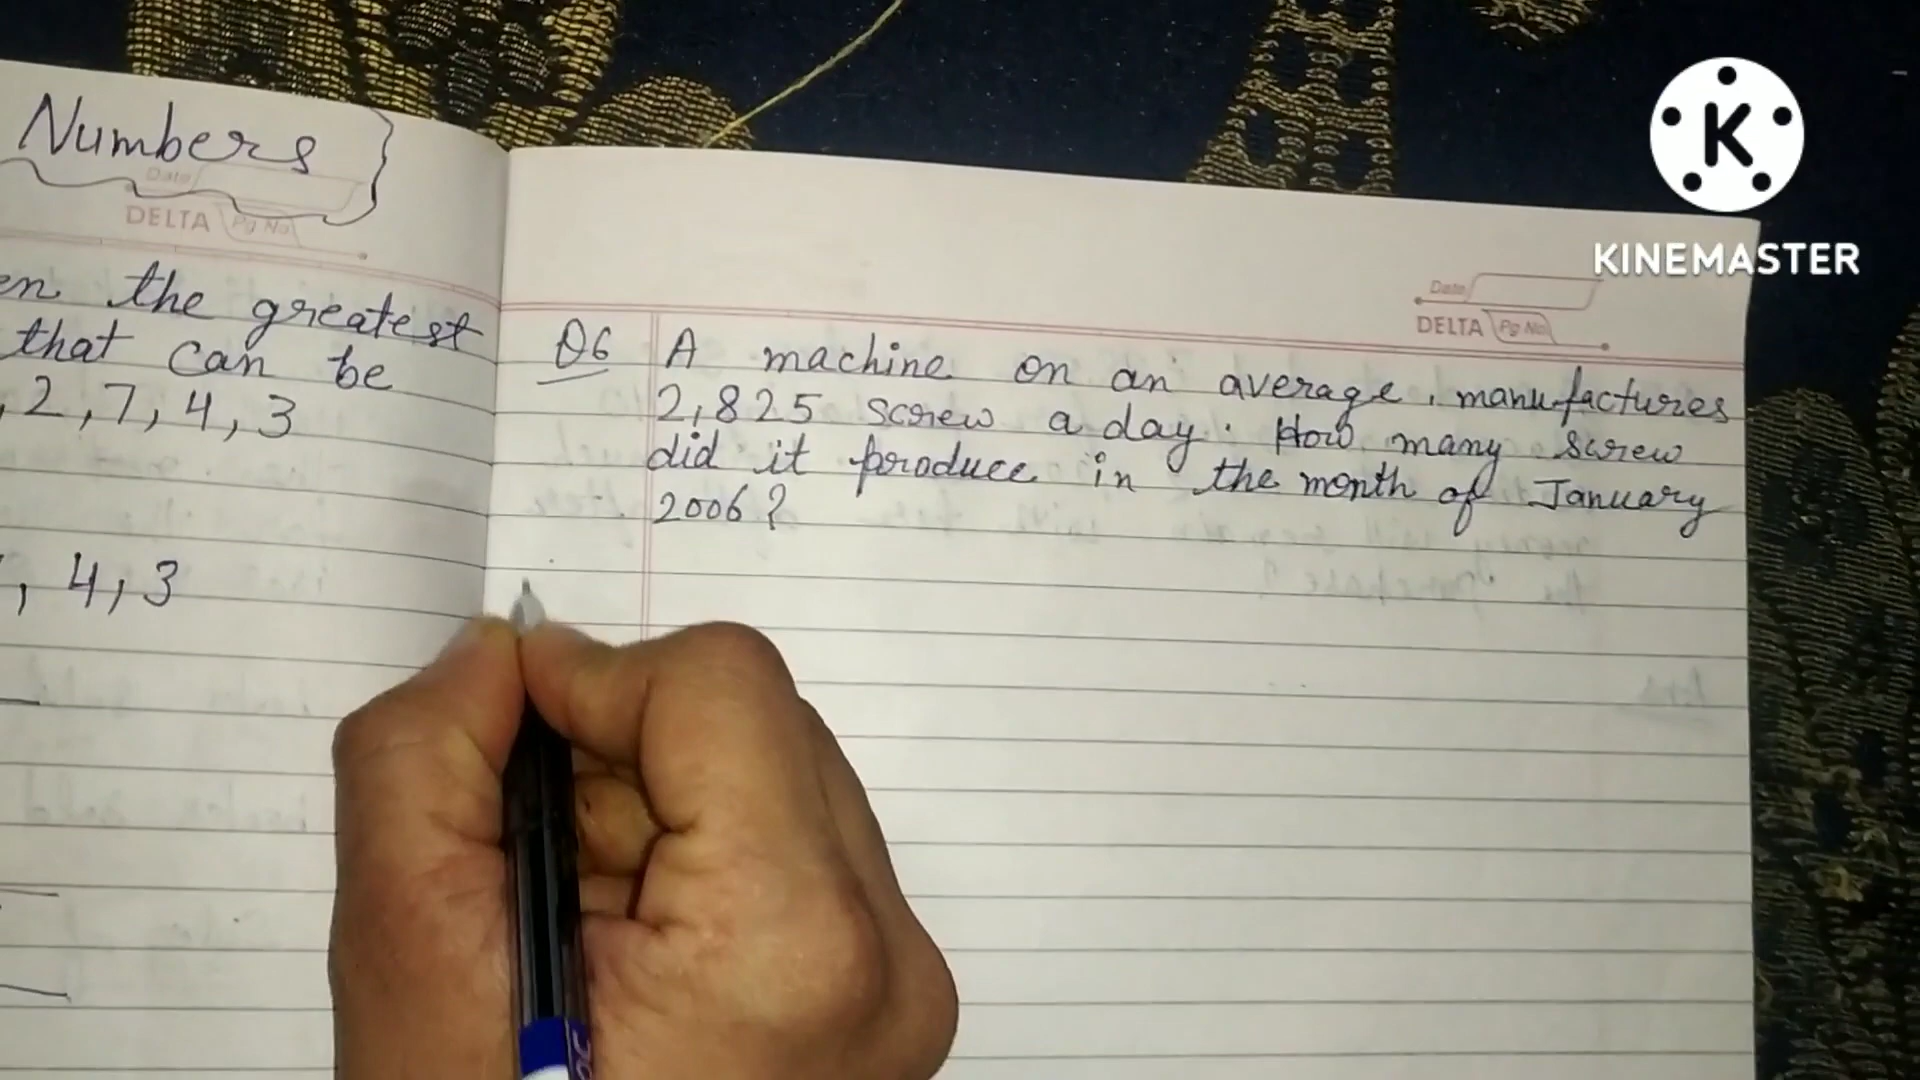 Numbers
Date
DELTA Pg No
en the greatest
that can be
, 2, 7, 4, 3
, 4, 3
K
KINEMASTER
Date
DELTA Pg No
Q6 A machine on an average, manufactures
2,825 screw a day. How many screw
did it produce in the month of January
2006?